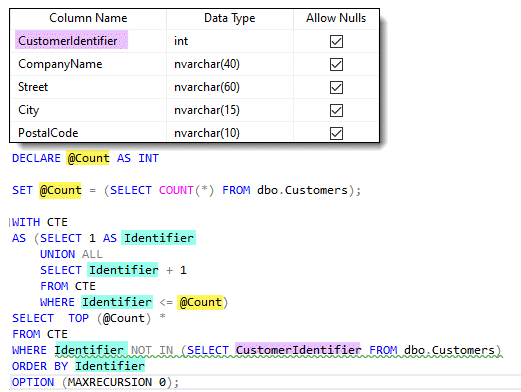 Column Name Data Type Allow Nulls
CustomerIdentifier int
CompanyName nvarchar(40)
Street nvarchar(60)
City nvarchar(15)
PostalCode nvarchar(10)
DECLARE @Count AS INT
SET @Count = (SELECT COUNT(*) FROM dbo.Customers);
WITH CTE
AS (SELECT 1 AS Identifier
UNION ALL
SELECT Identifier + 1
FROM CTE
WHERE Identifier <= @Count)
SELECT TOP (@Count) *
FROM CTE
WHERE Identifier NOT IN (SELECT CustomerIdentifier FROM dbo.Customers)
ORDER BY Identifier
OPTION (MAXRECURSION 0);